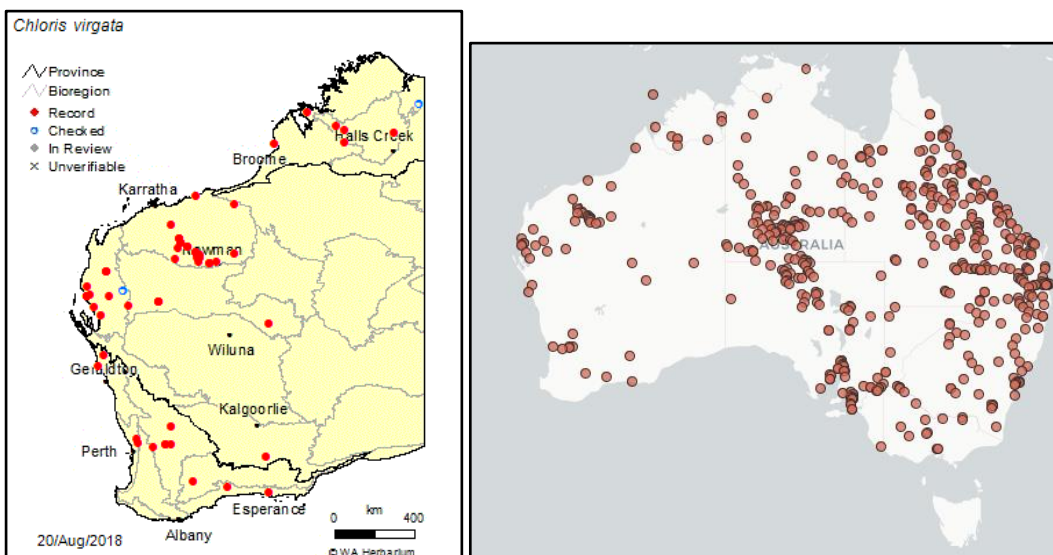 Chloris virgata
Province
Bioregion
Record
Checked
In Review
Unverifiable
Halls Creek
Broome
Karratha
Newman
Wiluna
Geraldton
Kalgoorlie
Perth
Esperance
Albany
0 km 400
20/Aug/2018
© WA Herbarium
AUSTRALIA